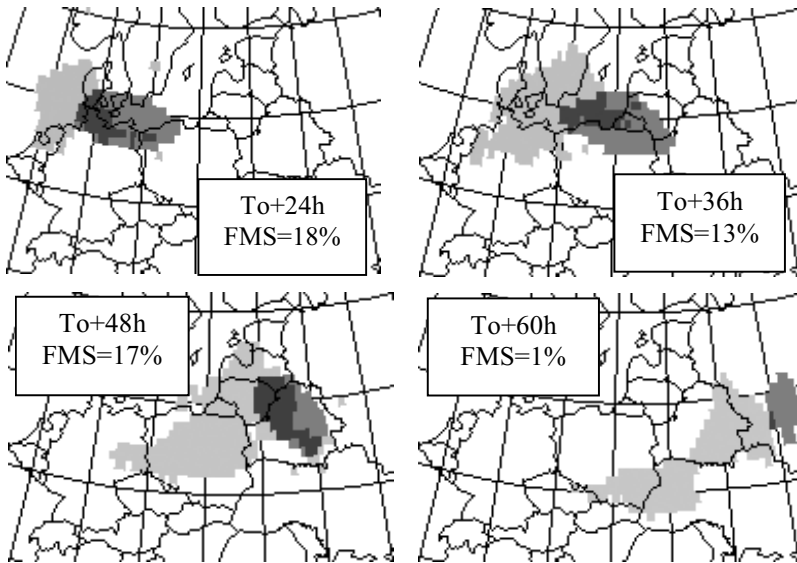 To+24h
FMS=18%
To+36h
FMS=13%
To+48h
FMS=17%
To+60h
FMS=1%